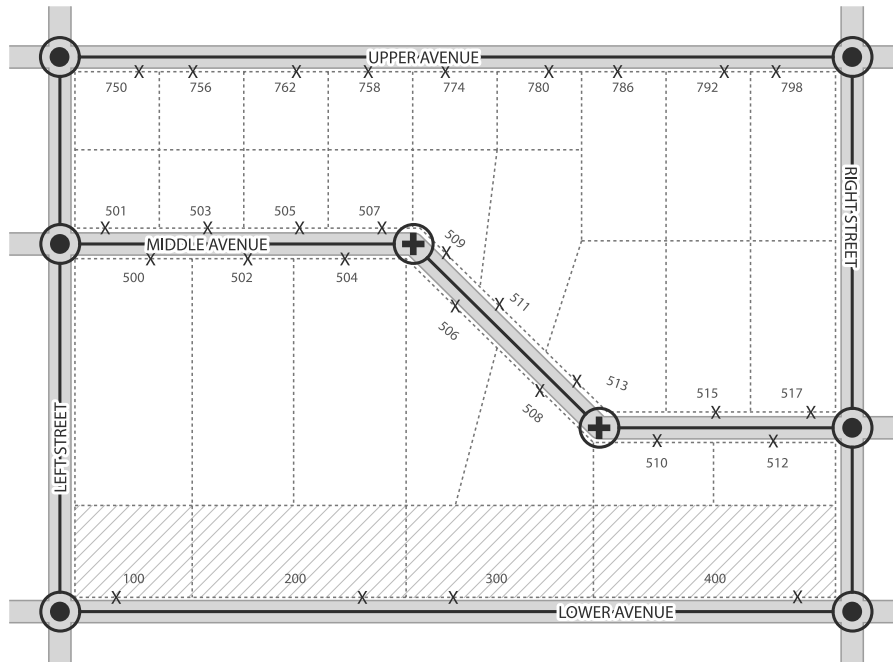 UPPER AVENUE
750 756 762 758 774 780 786 792 798
501 503 505 507
MIDDLE AVENUE
500 502 504
509
511
506
513
508
515 517
510 512
LEFT STREET
RIGHT STREET
100 200 300 400
LOWER AVENUE